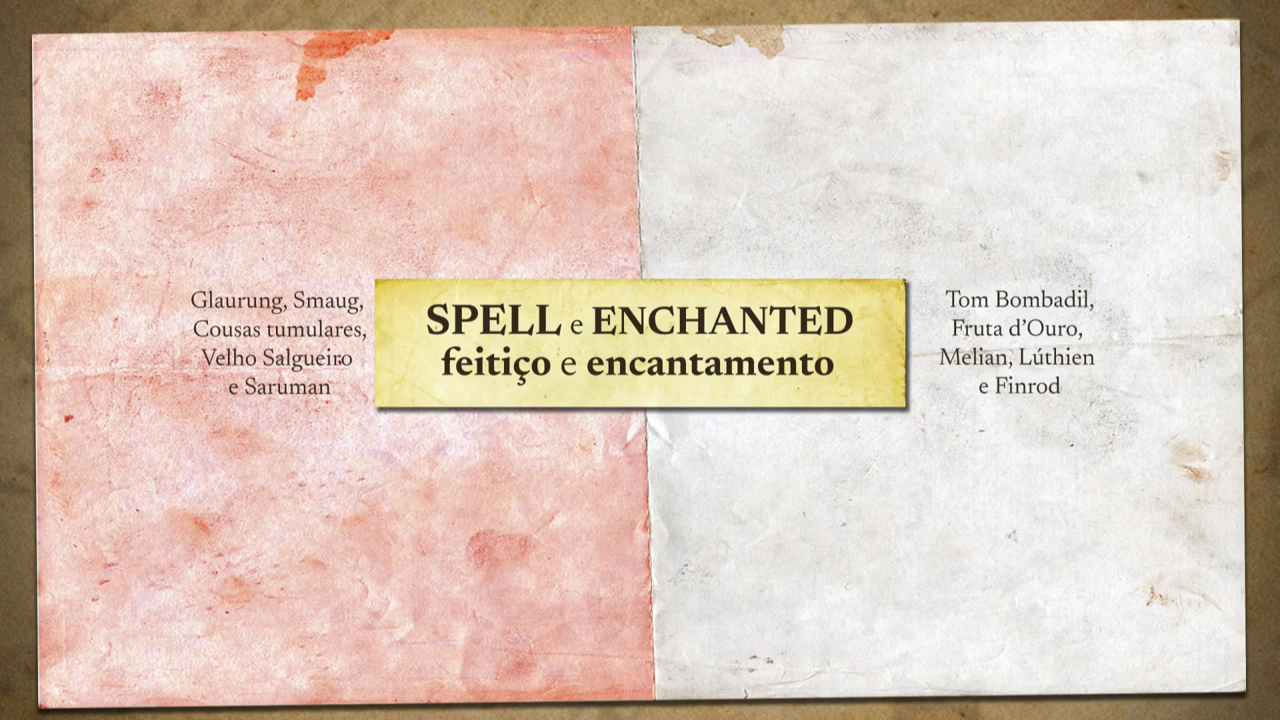 Glaurung, Smaug,
Cousas tumulares,
Velho Salgueiro
e Saruman
SPELL e ENCHANTED
feitiço e encantamento
Tom Bombadil,
Fruta d’Ouro,
Melian, Lúthien
e Finrod